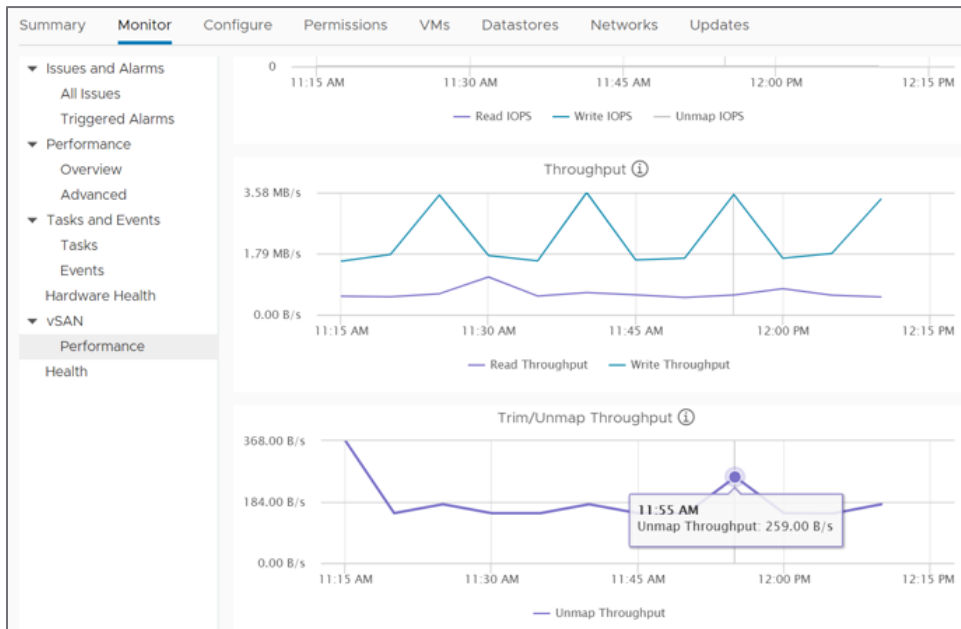 Summary Monitor Configure Permissions VMs Datastores Networks Updates
Issues and Alarms
All Issues
Triggered Alarms
Performance
Overview
Advanced
Tasks and Events
Tasks
Events
Hardware Health
vSAN
Performance
Health
0
11:15 AM 11:30 AM 11:45 AM 12:00 PM 12:15 PM
Read IOPS Write IOPS Unmap IOPS
Throughput
3.58 MB/s
1.79 MB/s
0.00 B/s
11:15 AM 11:30 AM 11:45 AM 12:00 PM 12:15 PM
Read Throughput Write Throughput
Trim/Unmap Throughput
368.00 B/s
184.00 B/s
11:55 AM
Unmap Throughput: 259.00 B/s
0.00 B/s
11:15 AM 11:30 AM 11:45 AM 12:00 PM 12:15 PM
Unmap Throughput